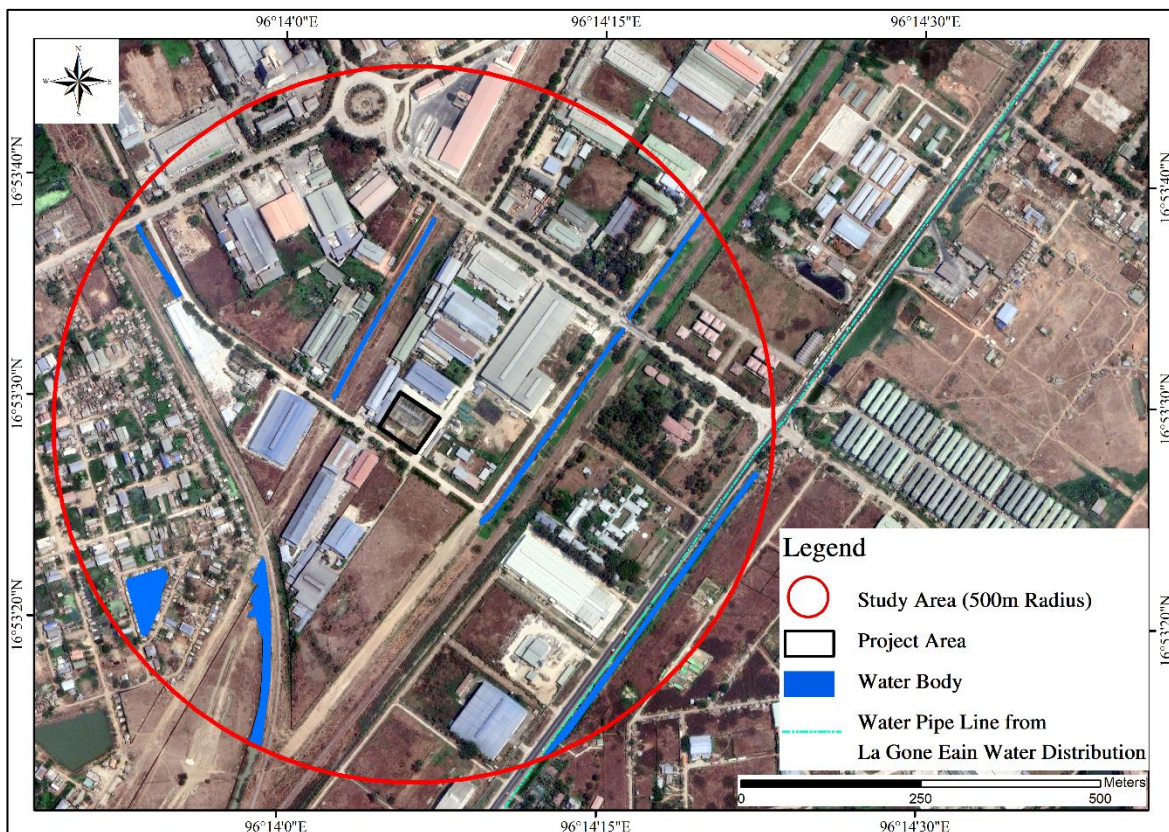 96°14'0"E 96°14'15"E 96°14'30"E
N
W E
S
16°53'40"N 16°53'40"N
16°53'30"N 16°53'30"N
16°53'20"N 16°53'20"N
Legend
Study Area (500m Radius)
Project Area
Water Body
Water Pipe Line from
La Gone Eain Water Distribution
Meters
0 250 500
96°14'0"E 96°14'15"E 96°14'30"E